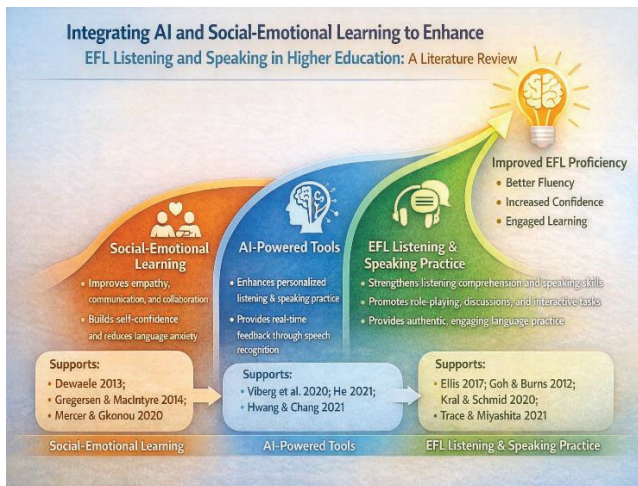 Integrating AI and Social-Emotional Learning to Enhance
EFL Listening and Speaking in Higher Education: A Literature Review
Improved EFL Proficiency
• Better Fluency
• Increased Confidence
• Engaged Learning
Social-Emotional
Learning
• Improves empathy,
communication, and collaboration
• Builds self-confidence
and reduces language anxiety
AI-Powered Tools
• Enhances personalized
listening & speaking practice
• Provides real-time
feedback through speech
recognition
EFL Listening &
Speaking Practice
• Strengthens listening comprehension and speaking skills
• Promotes role-playing, discussions, and interactive tasks
• Provides authentic, engaging language practice
Supports:
• Dewaele 2013;
• Gregersen & MacIntyre 2014;
• Mercer & Gkonou 2020
Supports:
• Viberg et al. 2020; He 2021;
• Hwang & Chang 2021
Supports:
• Ellis 2017; Goh & Burns 2012;
Kral & Schmid 2020;
• Trace & Miyashita 2021
Social-Emotional Learning
AI-Powered Tools
EFL Listening & Speaking Practice